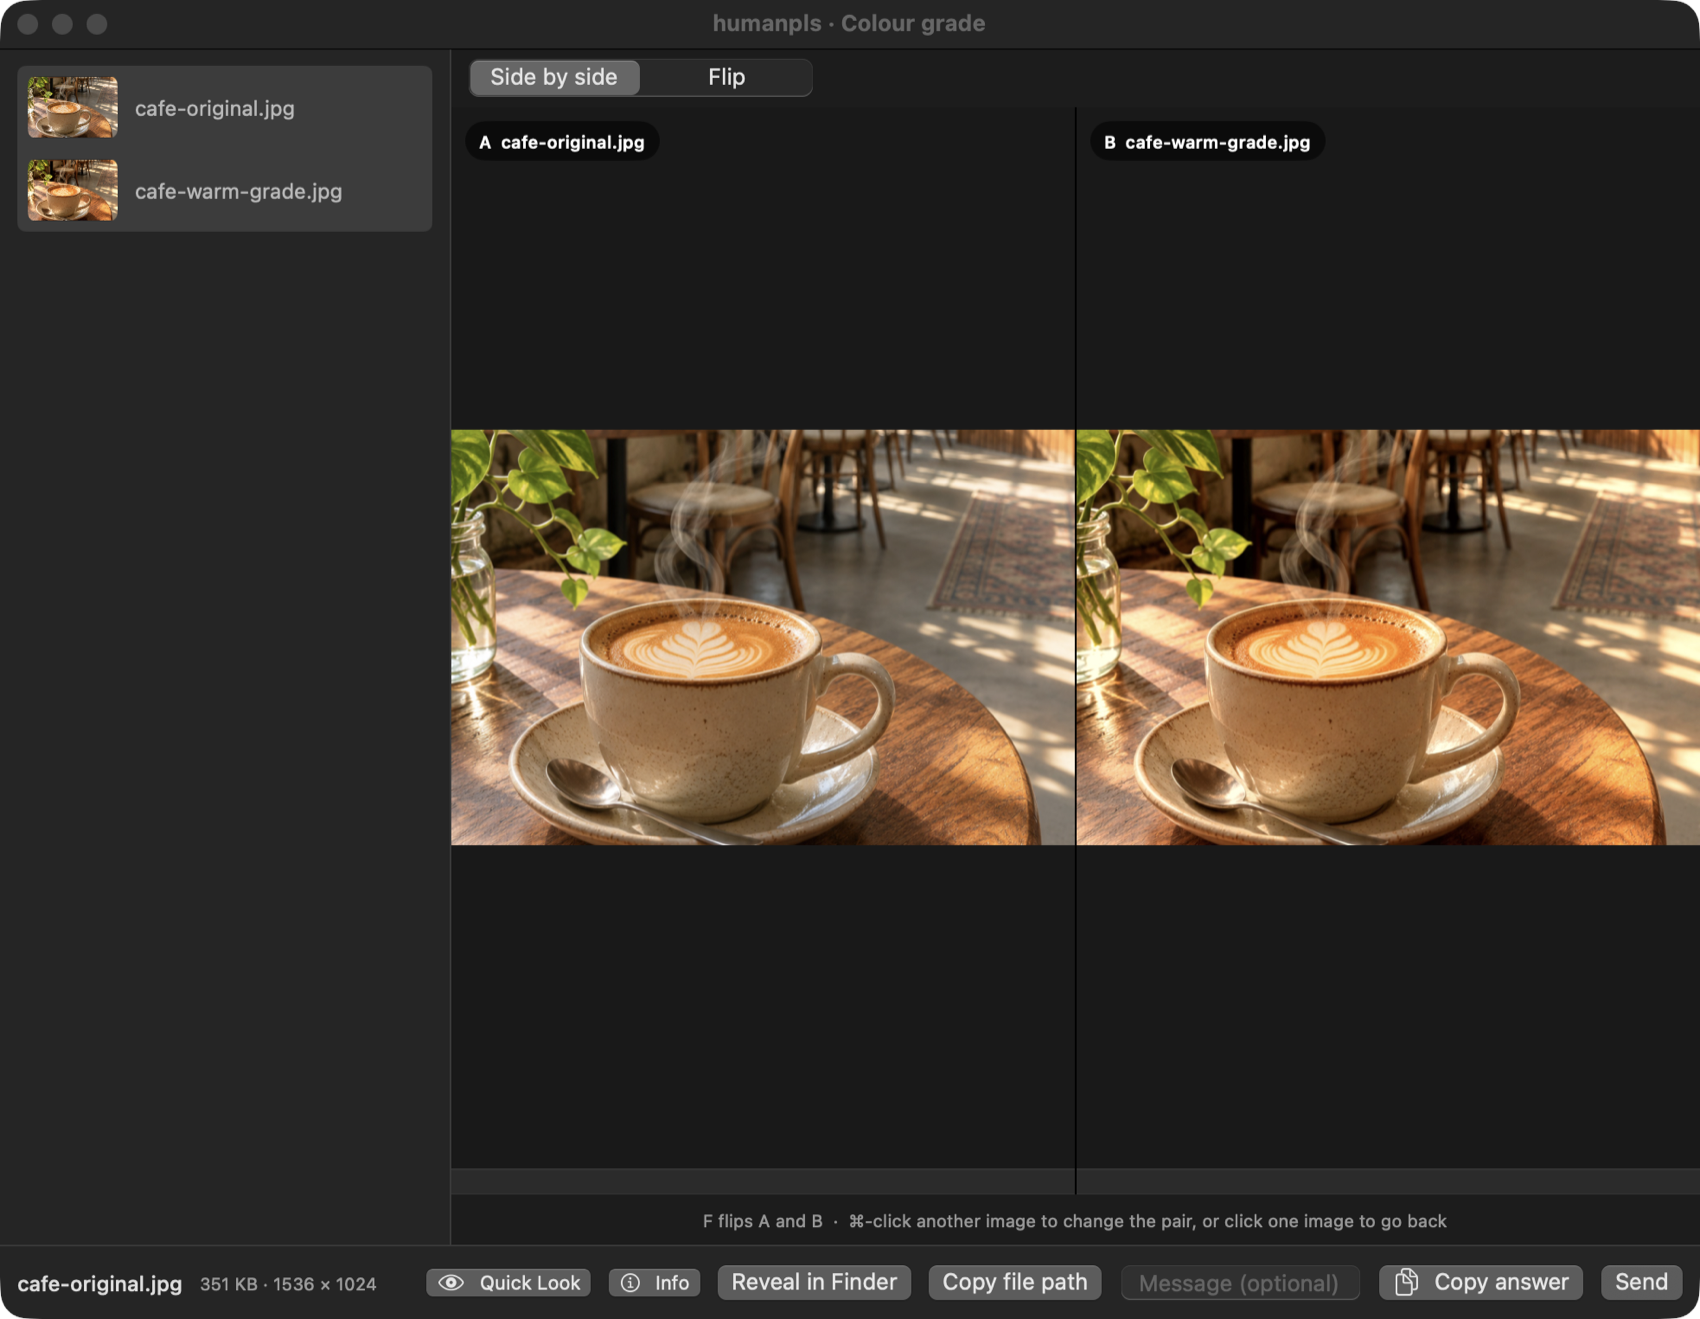 humanpls · Colour grade
cafe-original.jpg
cafe-warm-grade.jpg
Side by side
Flip
A cafe-original.jpg
B cafe-warm-grade.jpg
F flips A and B · ⌘-click another image to change the pair, or click one image to go back
cafe-original.jpg 351 KB · 1536 × 1024
Quick Look
Info
Reveal in Finder
Copy file path
Message (optional)
Copy answer
Send